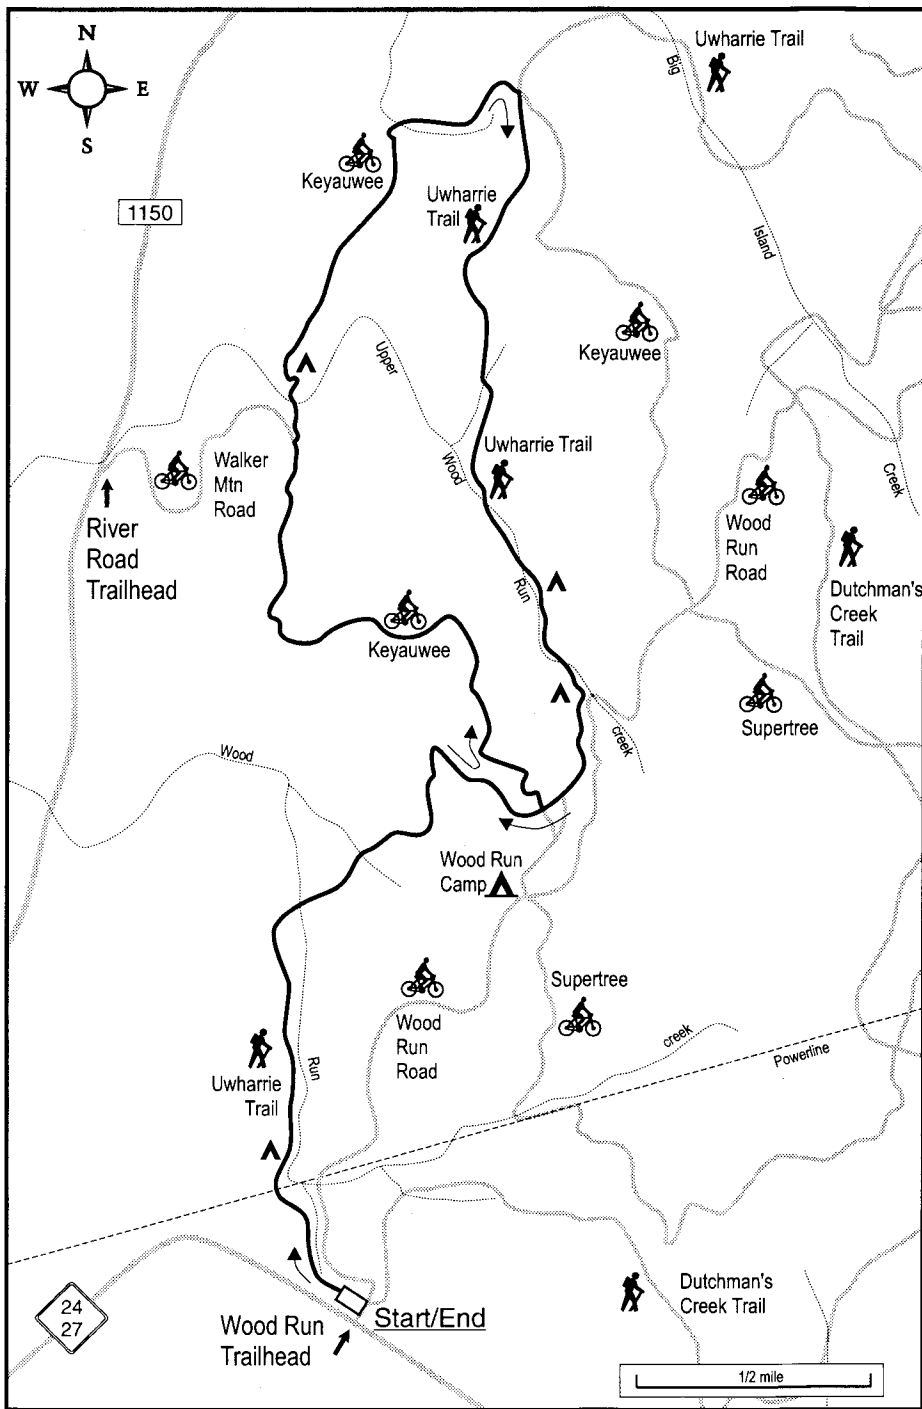 N
W
E
S
Uwharrie Trail
Big
Keyauwee
1150
Uwharrie
Trail
Island
Keyauwee
Upper
Walker
Mtn
Road
Uwharrie Trail
Wood
Creek
River
Road
Trailhead
Wood
Run
Road
Run
Dutchman's
Creek
Trail
Keyauwee
Supertree
creek
Wood
Wood Run
Camp
Supertree
Wood
Run
Road
creek
Powerline
Run
Uwharrie
Trail
Dutchman's
Creek Trail
24
27
Start/End
Wood Run
Trailhead
1/2 mile